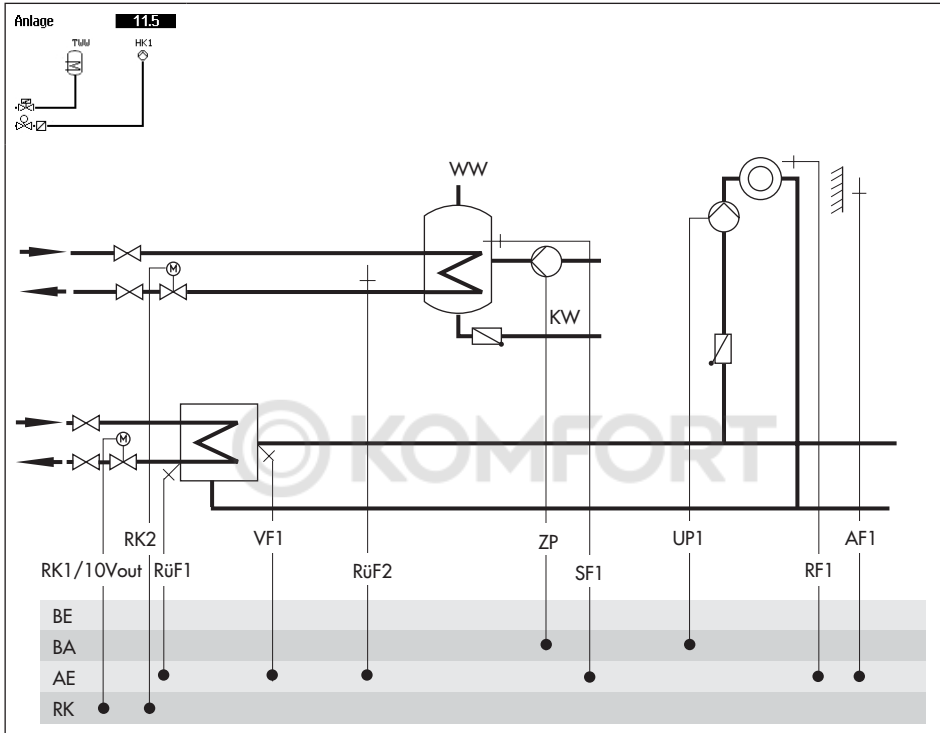 Anlage 11.5
TWW HK1
WW
M
KW
M
KOMFORT
RK2 VF1 ZP UP1 AF1
RK1/10Vout RüF1 RüF2 SF1 RF1
BE
BA
AE
RK